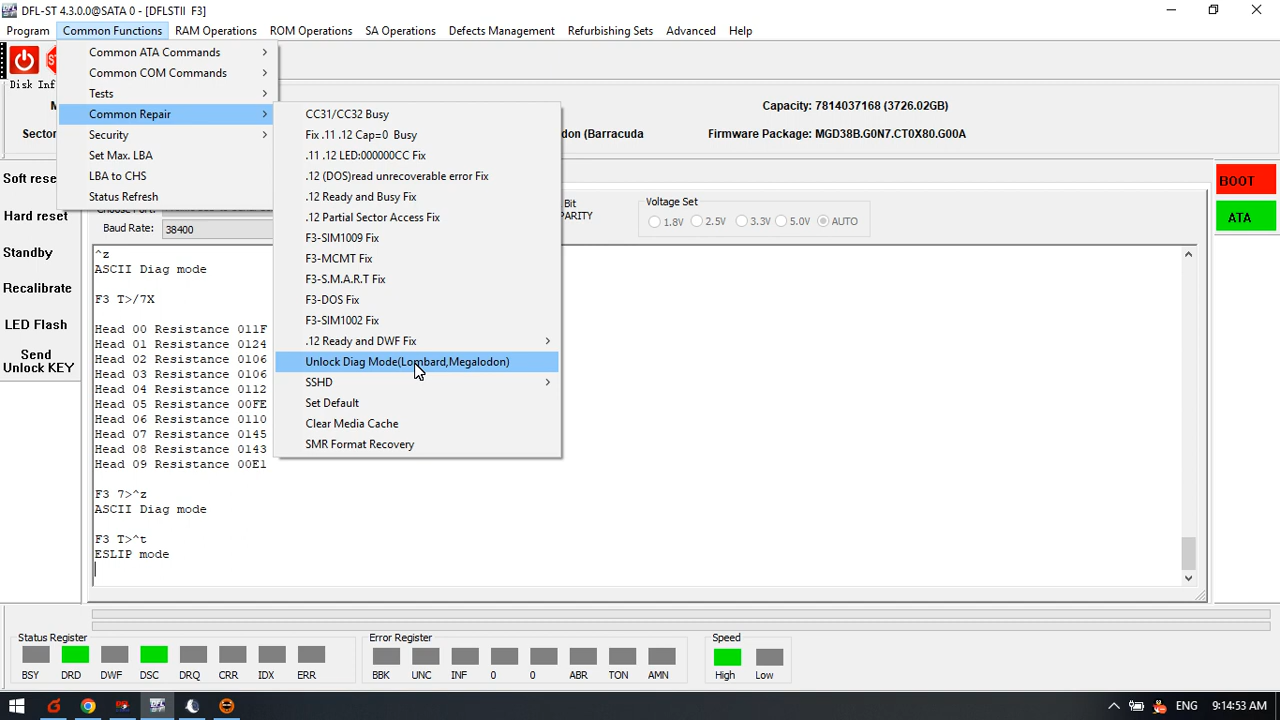 DFL-ST 4.3.0.0@SATA 0 - [DFLSTII F3]
Program Common Functions RAM Operations ROM Operations SA Operations Defects Management Refurbishing Sets Advanced Help
Disk Inf
Capacity: 7814037168 (3726.02GB)
Sector
don (Barracuda
Firmware Package: MGD38B.G0N7.CT0X80.G00A
Common ATA Commands
Common COM Commands
Tests
Common Repair
Security
Set Max. LBA
LBA to CHS
Status Refresh
CC31/CC32 Busy
Fix .11 .12 Cap=0 Busy
.11 .12 LED:000000CC Fix
.12 (DOS)read unrecoverable error Fix
.12 Ready and Busy Fix
.12 Partial Sector Access Fix
F3-SIM1009 Fix
F3-MCMT Fix
F3-S.M.A.R.T Fix
F3-DOS Fix
F3-SIM1002 Fix
.12 Ready and DWF Fix
Unlock Diag Mode(Lombard,Megalodon)
SSHD
Set Default
Clear Media Cache
SMR Format Recovery
Soft rese
Hard reset
Standby
Recalibrate
LED Flash
Send
Unlock KEY
Baud Rate: 38400
Bit
PARITY
Voltage Set
1.8V 2.5V 3.3V 5.0V AUTO
BOOT
ATA
^z
ASCII Diag mode
F3 T>/7X
Head 00 Resistance 011F
Head 01 Resistance 0124
Head 02 Resistance 0106
Head 03 Resistance 0106
Head 04 Resistance 0112
Head 05 Resistance 00FE
Head 06 Resistance 0110
Head 07 Resistance 0145
Head 08 Resistance 0143
Head 09 Resistance 00E1
F3 7>^z
ASCII Diag mode
F3 T>^t
ESLIP mode
Status Register
BSY DRD DWF DSC DRQ CRR IDX ERR
Error Register
BBK UNC INF 0 0 ABR TON AMN
Speed
High Low
ENG 9:14:53 AM